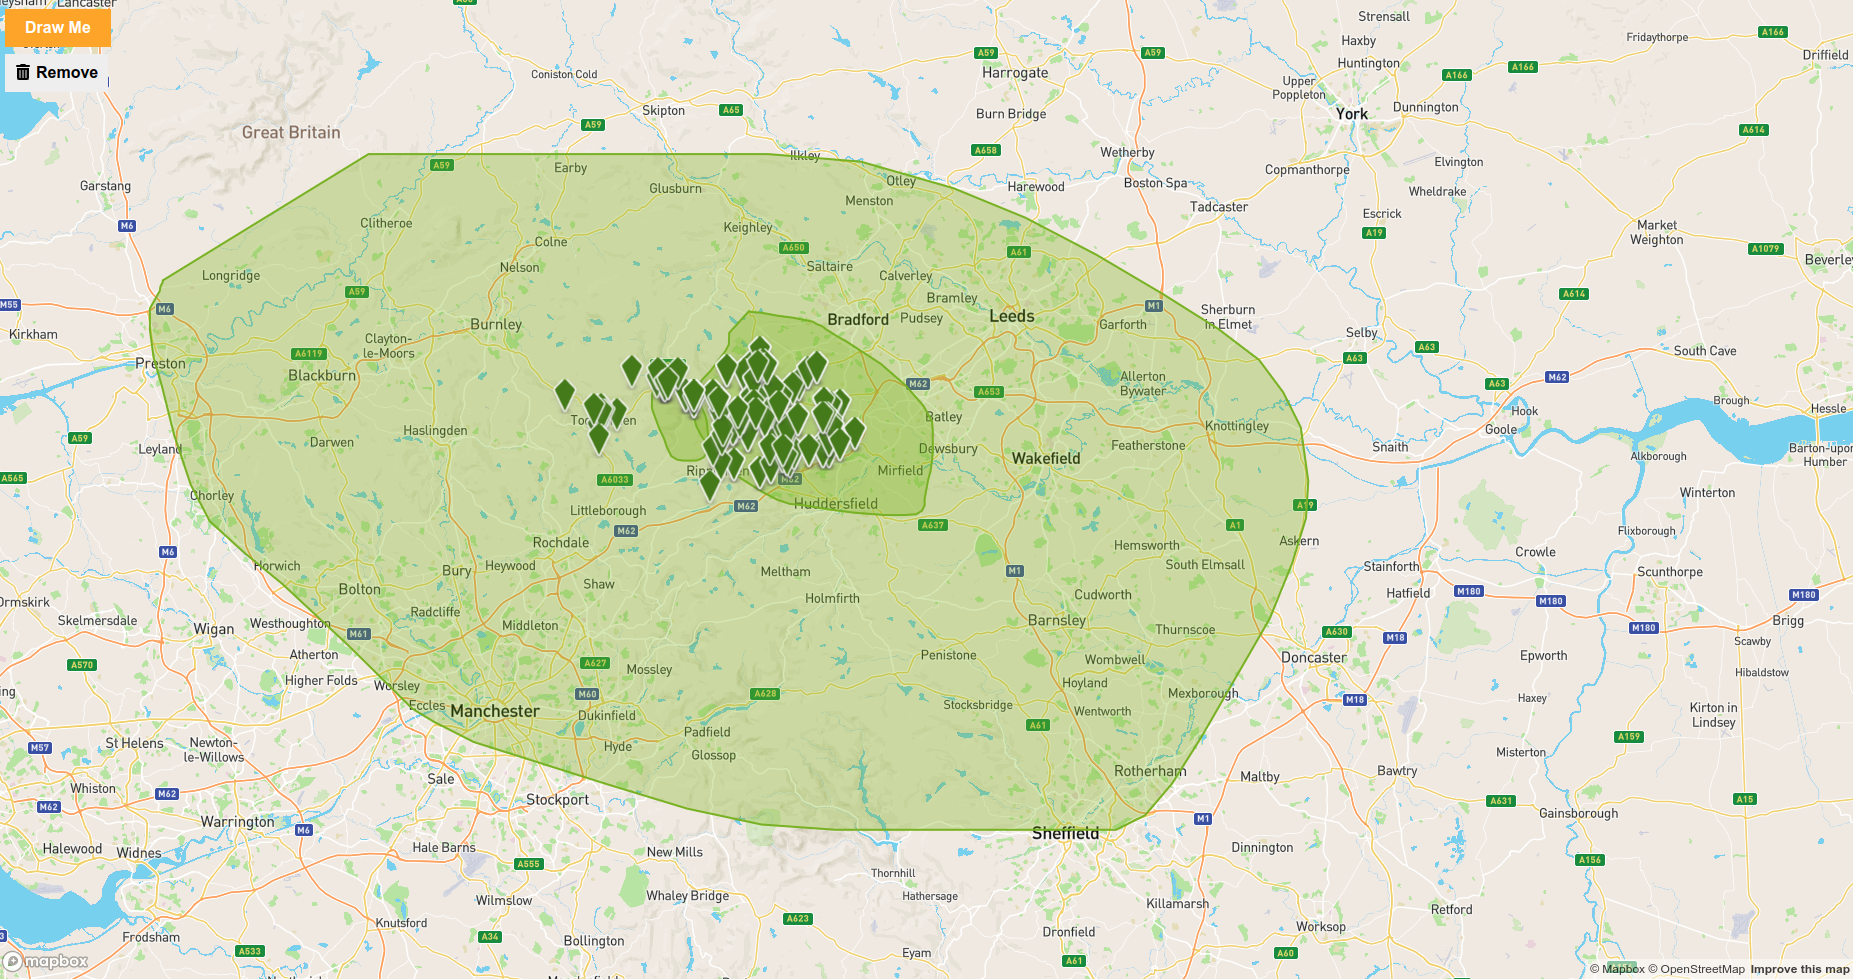 Lancaster
Draw Me
Remove
Strensall
Haxby
Huntington
Fridaythorpe
A166
Driffield
A59
A59
Harrogate
A166
A166
Coniston Cold
Upper
Poppleton
Dunnington
Skipton
A65
Burn Bridge
York
A59
Great Britain
A614
A658
Wetherby
Ilkley
A59
Earby
Elvington
Copmanthorpe
Garstang
Glusburn
Otley
Harewood
Boston Spa
Wheldrake
Menston
Tadcaster
Escrick
M6
Clitheroe
Keighley
A19
Market
Weighton
Colne
A650
A61
A1079
Beverley
Longridge
Nelson
Saltaire
Calverley
A59
Bramley
A614
M55
M6
M1
Sherburn
in Elmet
Kirkham
Burnley
Bradford
Pudsey
Leeds
Garforth
Selby
Clayton-
le-Moors
A6119
A63
A63
South Cave
Preston
Blackburn
M62
Allerton
Bywater
A63
M62
A653
Brough
Hessle
Hook
Batley
Knottingley
Goole
Haslingden
A59
Darwen
Leyland
Dewsbury
Featherstone
Snaith
Barton-upon
Humber
Wakefield
Alkborough
A565
A6033
Mirfield
M62
Chorley
Winterton
Littleborough
M62
Huddersfield
A19
M62
A637
A1
Flixborough
Rochdale
Askern
M6
Hemsworth
Crowle
Horwich
Bury
Heywood
Meltham
M1
South Elmsall
Stainforth
Scunthorpe
Bolton
Shaw
Holmfirth
Cudworth
Hatfield
M180
M180
M180
Ormskirk
Radcliffe
Skelmersdale
Wigan
Westhoughton
M61
Middleton
Barnsley
Thurnscoe
A630
M18
M180
Brigg
Scawby
Atherton
A570
A627
Mossley
Penistone
Wombwell
Doncaster
Epworth
Hibaldstow
Higher Folds
Worsley
M60
A628
Hoyland
Mexborough
M18
Haxey
Eccles
Manchester
Dukinfield
Stocksbridge
Wentworth
Kirton in
Lindsey
A61
Padfield
M57
St Helens
Newton-
le-Willows
Hyde
Glossop
A159
Misterton
Sale
Rotherham
Maltby
Bawtry
Whiston
M62
M62
Stockport
A631
A15
Gainsborough
Warrington
M6
Sheffield
M1
Halewood
Widnes
Hale Barns
New Mills
Dinnington
A555
A156
Thornhill
Whaley Bridge
Hathersage
Wilmslow
Killamarsh
Retford
Knutsford
A623
Worksop
Frodsham
A34
Bollington
Dronfield
A533
Eyam
A61
A60
mapbox
© Mapbox © OpenStreetMap Improve this map